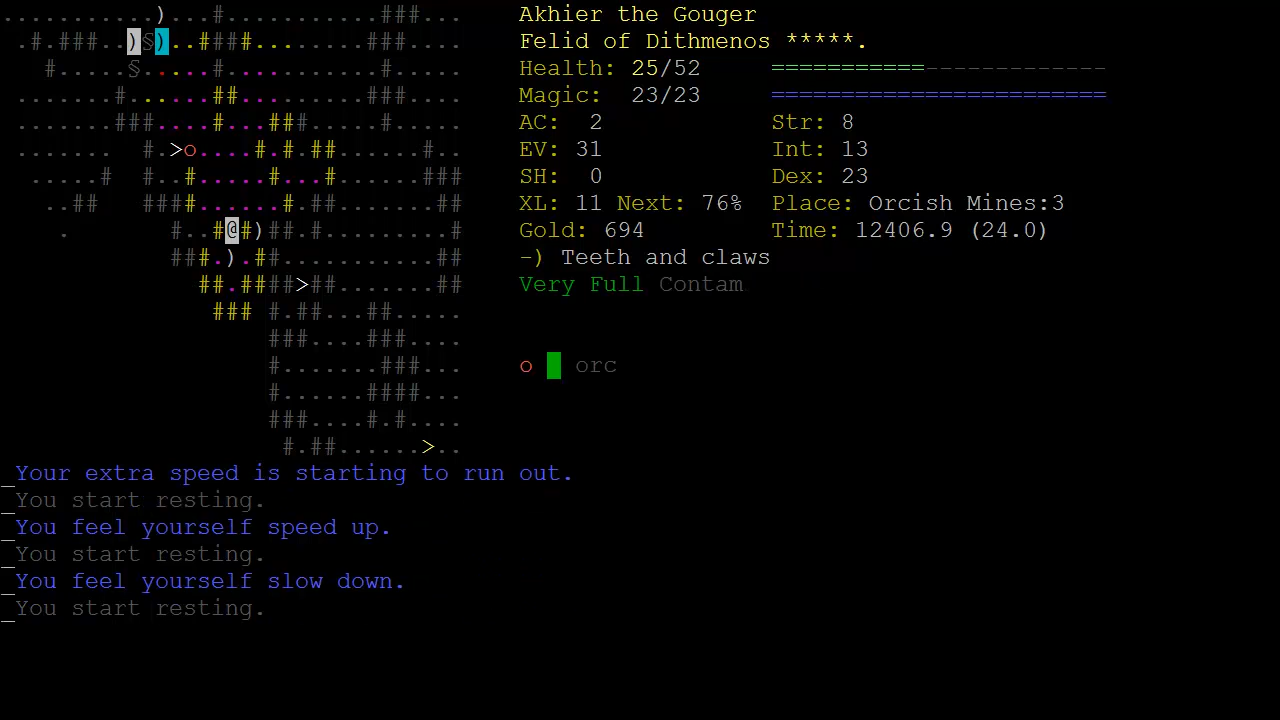 ..........)...#...........###...  Akhier the Gouger
.#.###..)§)..####........###....  Felid of Dithmenos *****.
#.....§.....#...........#....  Health: 25/52 ===========-------------
.......#......##.........###....  Magic: 23/23 ========================
.......###....#...###.....#.....  AC: 2 Str: 8
....... #.>o....#.#.##......#..  EV: 31 Int: 13
.....# #..#.....#...#......###  SH: 0 Dex: 23
..## ####......#.##.......##  XL: 11 Next: 76% Place: Orcish Mines:3
. #..#@#)##.#.........#  Gold: 694 Time: 12406.9 (24.0)
###.).##..........##  -) Teeth and claws
##.####>##.......##  Very Full Contam
### #.##...##.....
###....###...
#.......###...  o orc
#......####...
###....#.#....
#.##......>..
_Your extra speed is starting to run out.
_You start resting.
_You feel yourself speed up.
_You start resting.
_You feel yourself slow down.
_You start resting.